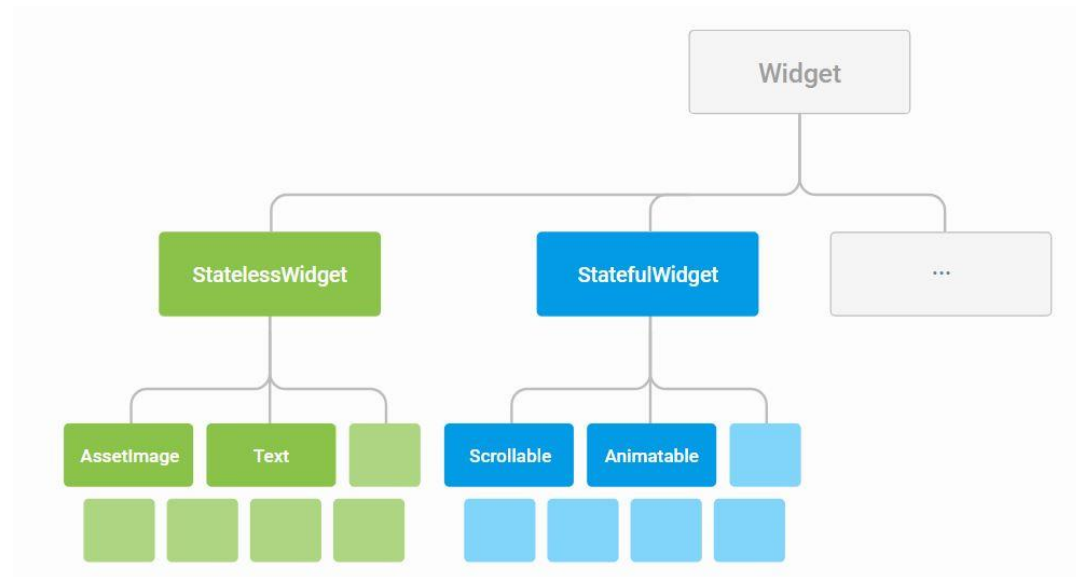 Widget
StatelessWidget
StatefulWidget
...
AssetImage
Text
Scrollable
Animatable